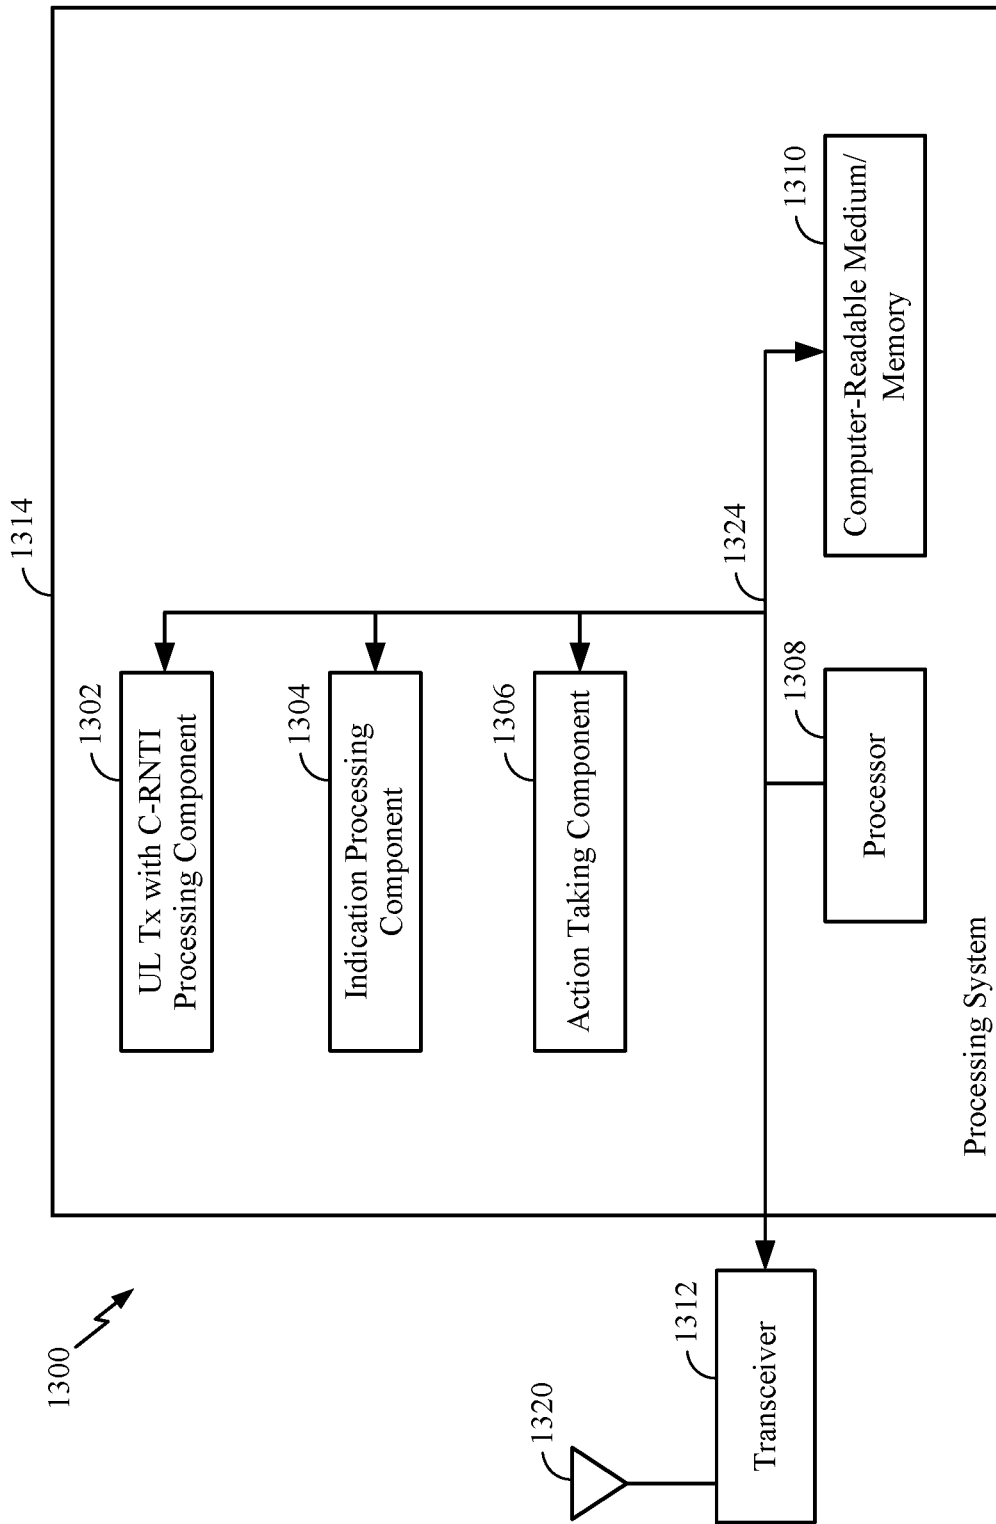 1300
1314
1302
UL Tx with C-RNTI
Processing Component
1304
Indication Processing
Component
1306
Action Taking Component
1320
1312
Transceiver
1324
1308
Processor
1310
Computer-Readable Medium/
Memory
Processing System